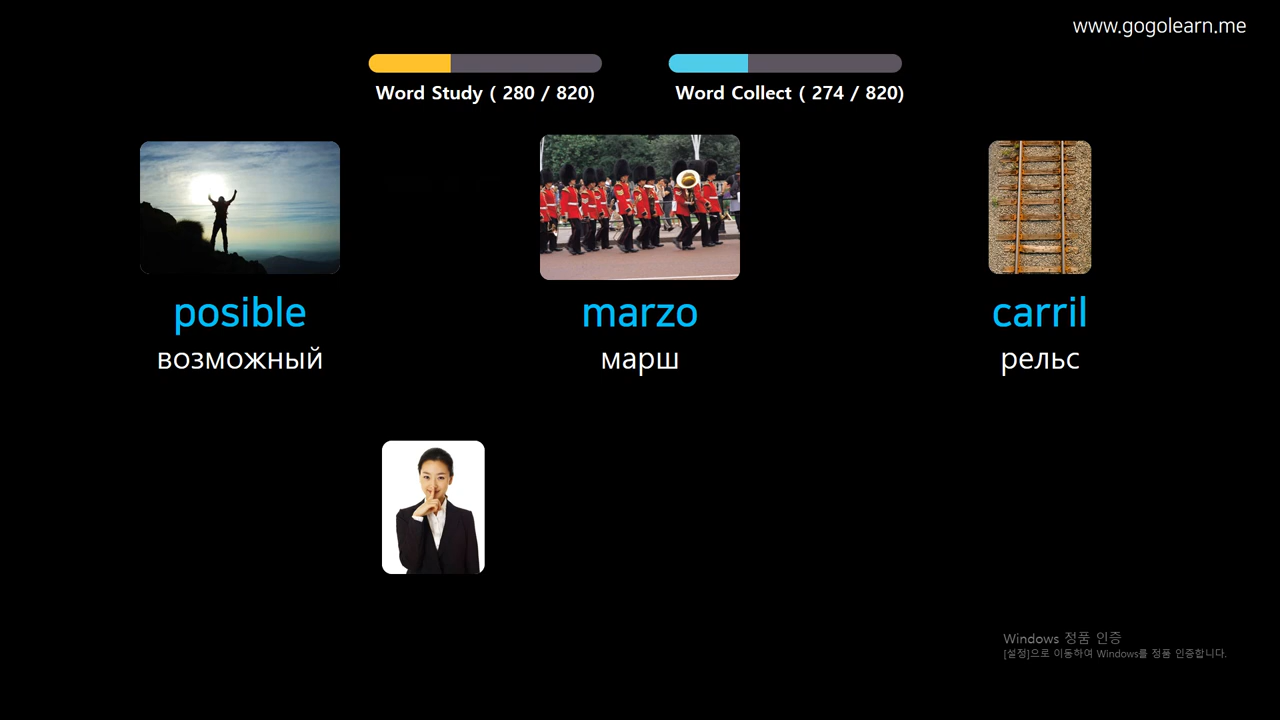 www.gogolearn.me
Word Study ( 280 / 820)
Word Collect ( 274 / 820)
posible
возможный
marzo
марш
carril
рельс
Windows 정품 인증
[설정]으로 이동하여 Windows를 정품 인증합니다.